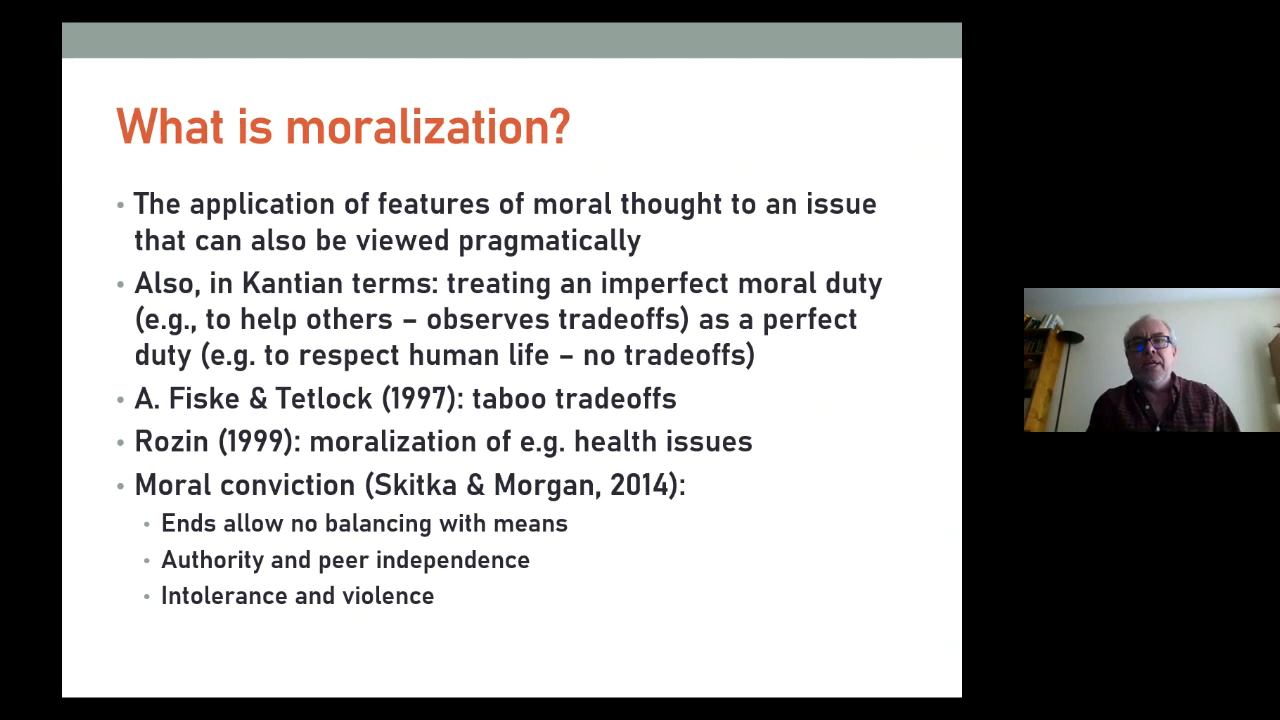 What is moralization?
• The application of features of moral thought to an issue
that can also be viewed pragmatically
• Also, in Kantian terms: treating an imperfect moral duty
(e.g., to help others – observes tradeoffs) as a perfect
duty (e.g. to respect human life – no tradeoffs)
• A. Fiske & Tetlock (1997): taboo tradeoffs
• Rozin (1999): moralization of e.g. health issues
• Moral conviction (Skitka & Morgan, 2014):
• Ends allow no balancing with means
• Authority and peer independence
• Intolerance and violence